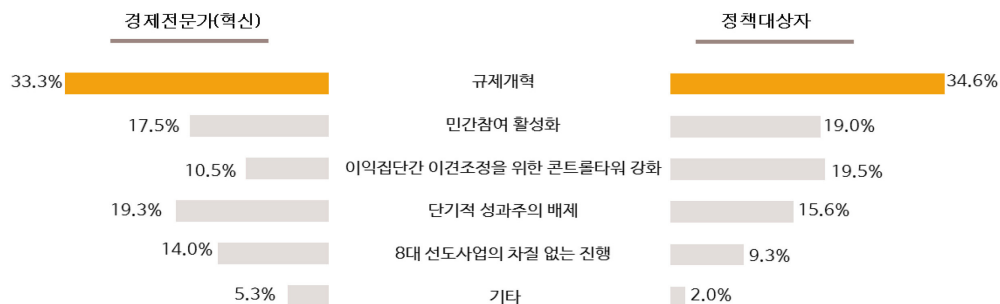 경제전문가(혁신) 정책대상자
33.3% 규제개혁 34.6%
17.5% 민간참여 활성화 19.0%
10.5% 이익집단간 이견조정을 위한 콘트롤타워 강화 19.5%
19.3% 단기적 성과주의 배제 15.6%
14.0% 8대 선도사업의 차질 없는 진행 9.3%
5.3% 기타 2.0%